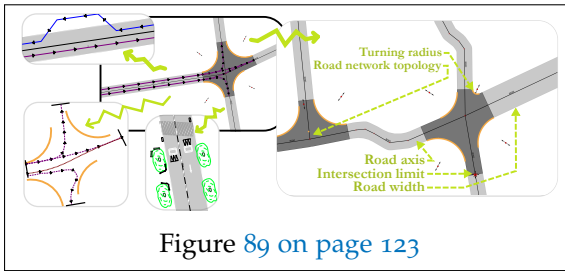 Turning radius
Road network topology
Road axis
Intersection limit
Road width
Figure 89 on page 123